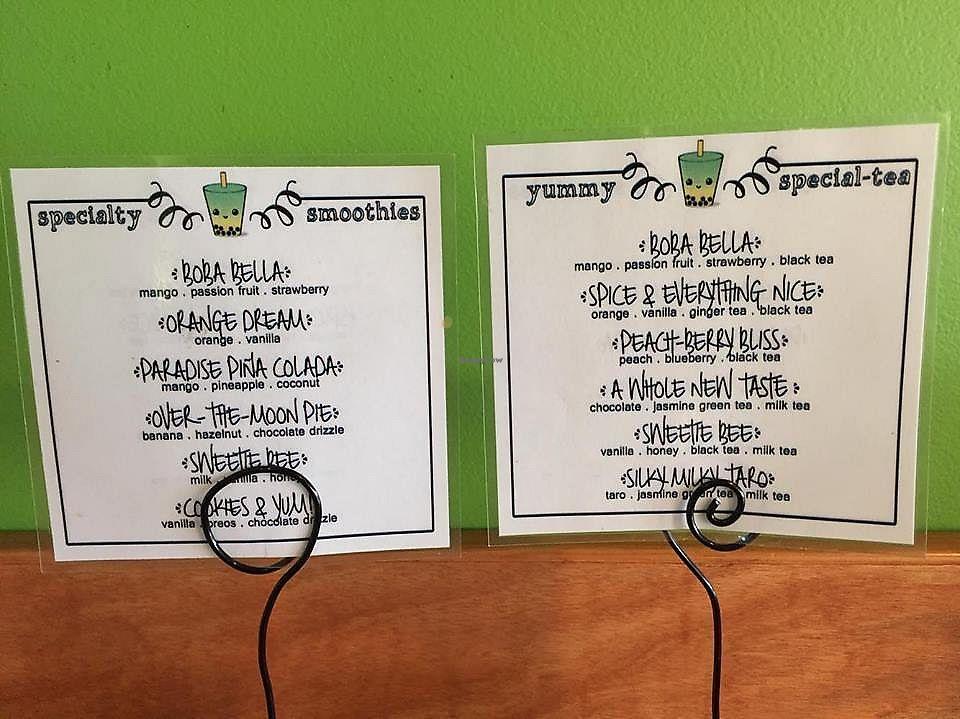 specialty smoothies
BOBA BELLA
mango . passion fruit . strawberry
ORANGE DREAM
orange . vanilla
PARADISE PIÑA COLADA
mango . pineapple . coconut
OVER-THE-MOON PIE
banana . hazelnut . chocolate drizzle
SWEETIE BEE
milk . vanilla . honey
COOKIES & YUM!
vanilla . oreos . chocolate drizzle
yummy special-tea
BOBA BELLA
mango . passion fruit . strawberry . black tea
SPICE & EVERYTHING NICE
orange . vanilla . ginger tea . black tea
PEACH-BERRY BLISS
peach . blueberry . black tea
A WHOLE NEW TASTE
chocolate . jasmine green tea . milk tea
SWEETIE BEE
vanilla . honey . black tea . milk tea
SILKY MILKY TARO
taro . jasmine green tea . milk tea